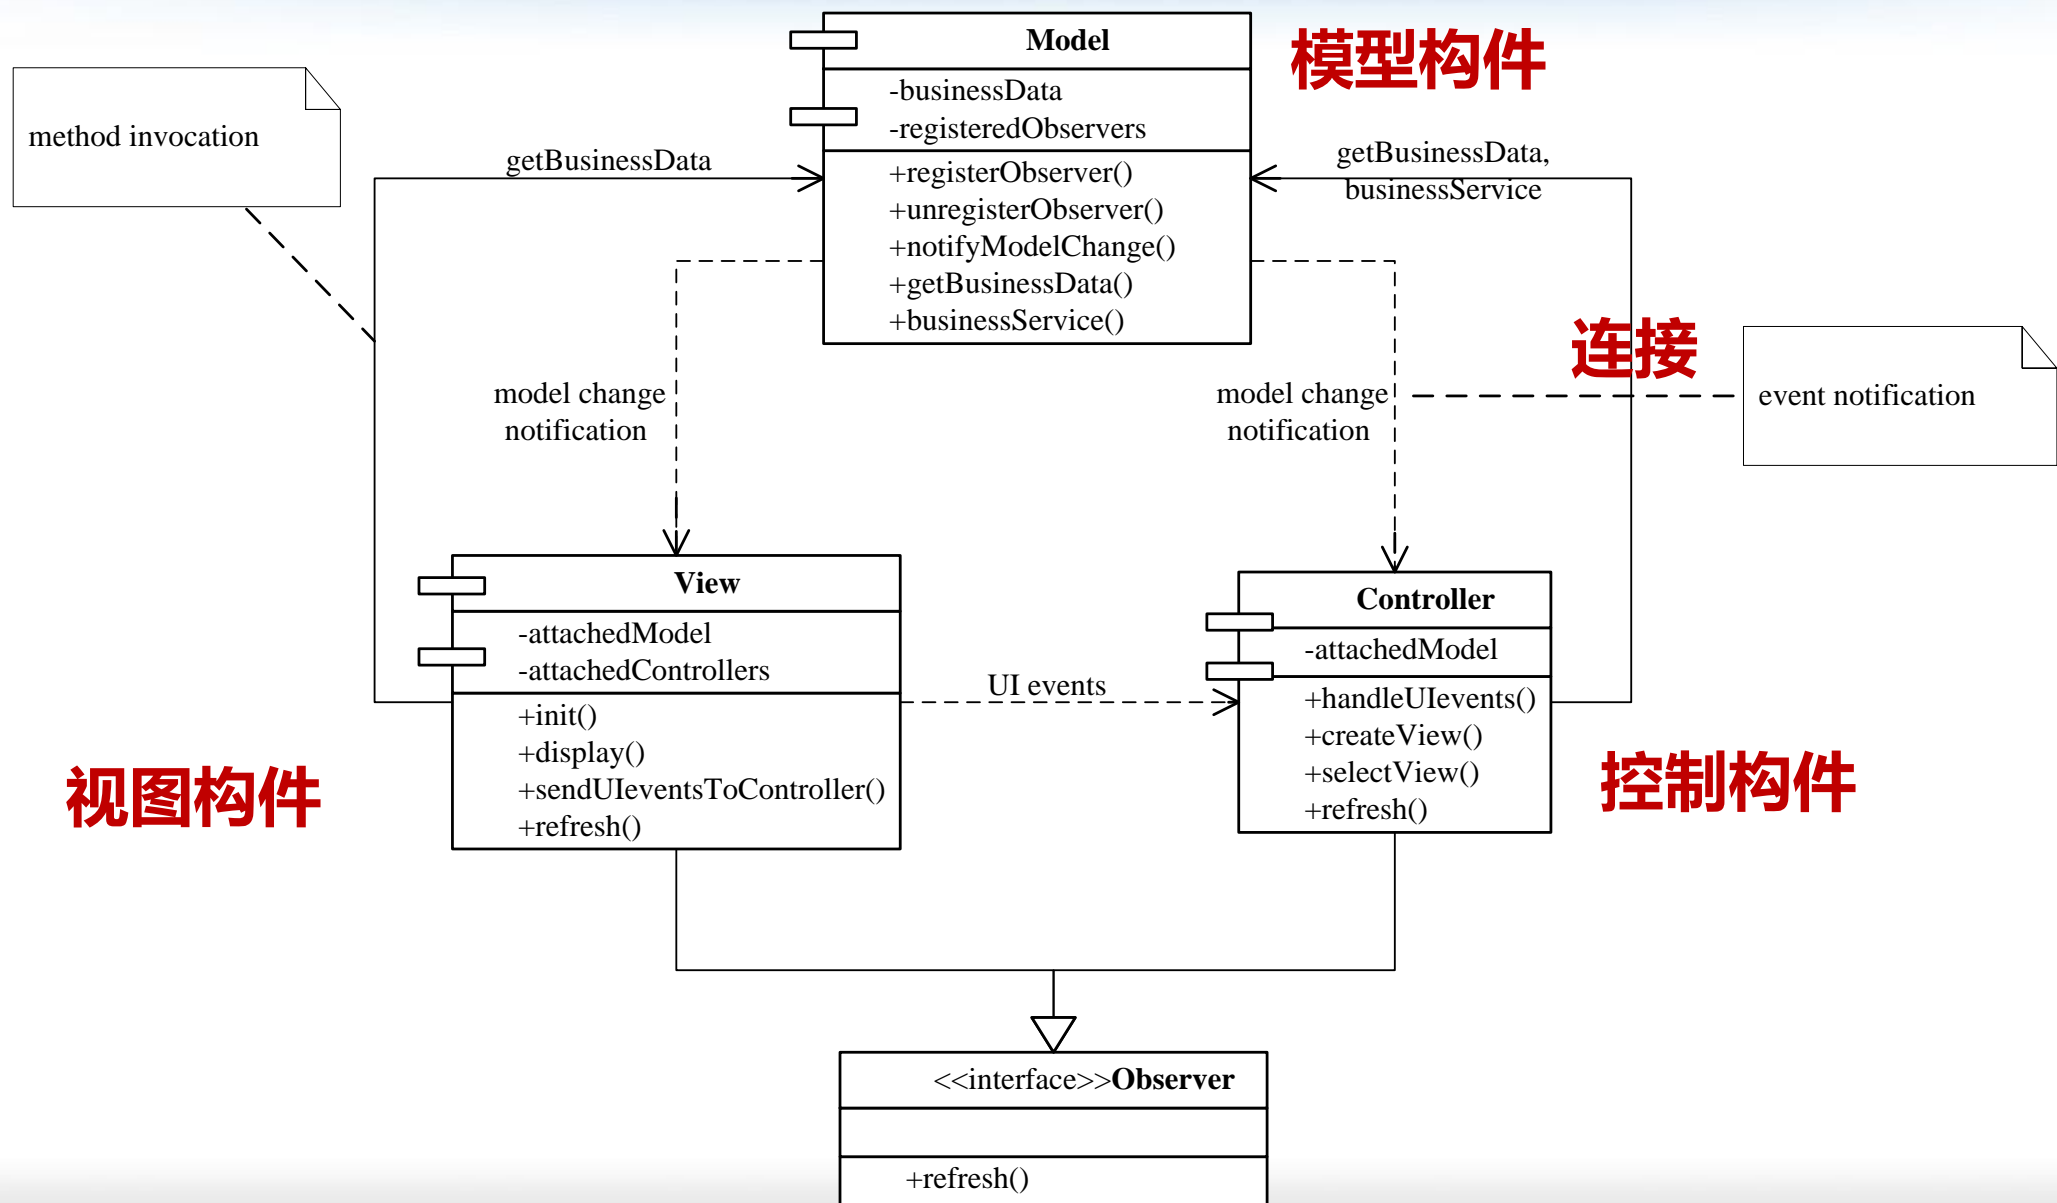 Model
模型构件
-businessData
-registeredObservers
method invocation
getBusinessData
+registerObserver()
+unregisterObserver()
+notifyModelChange()
+getBusinessData()
+businessService()
getBusinessData,
businessService
连接
model change
notification
model change
notification
event notification
View
-attachedModel
-attachedControllers
+init()
+display()
+sendUIeventsToController()
+refresh()
视图构件
UI events
Controller
-attachedModel
+handleUIevents()
+createView()
+selectView()
+refresh()
控制构件
<<interface>>Observer
+refresh()